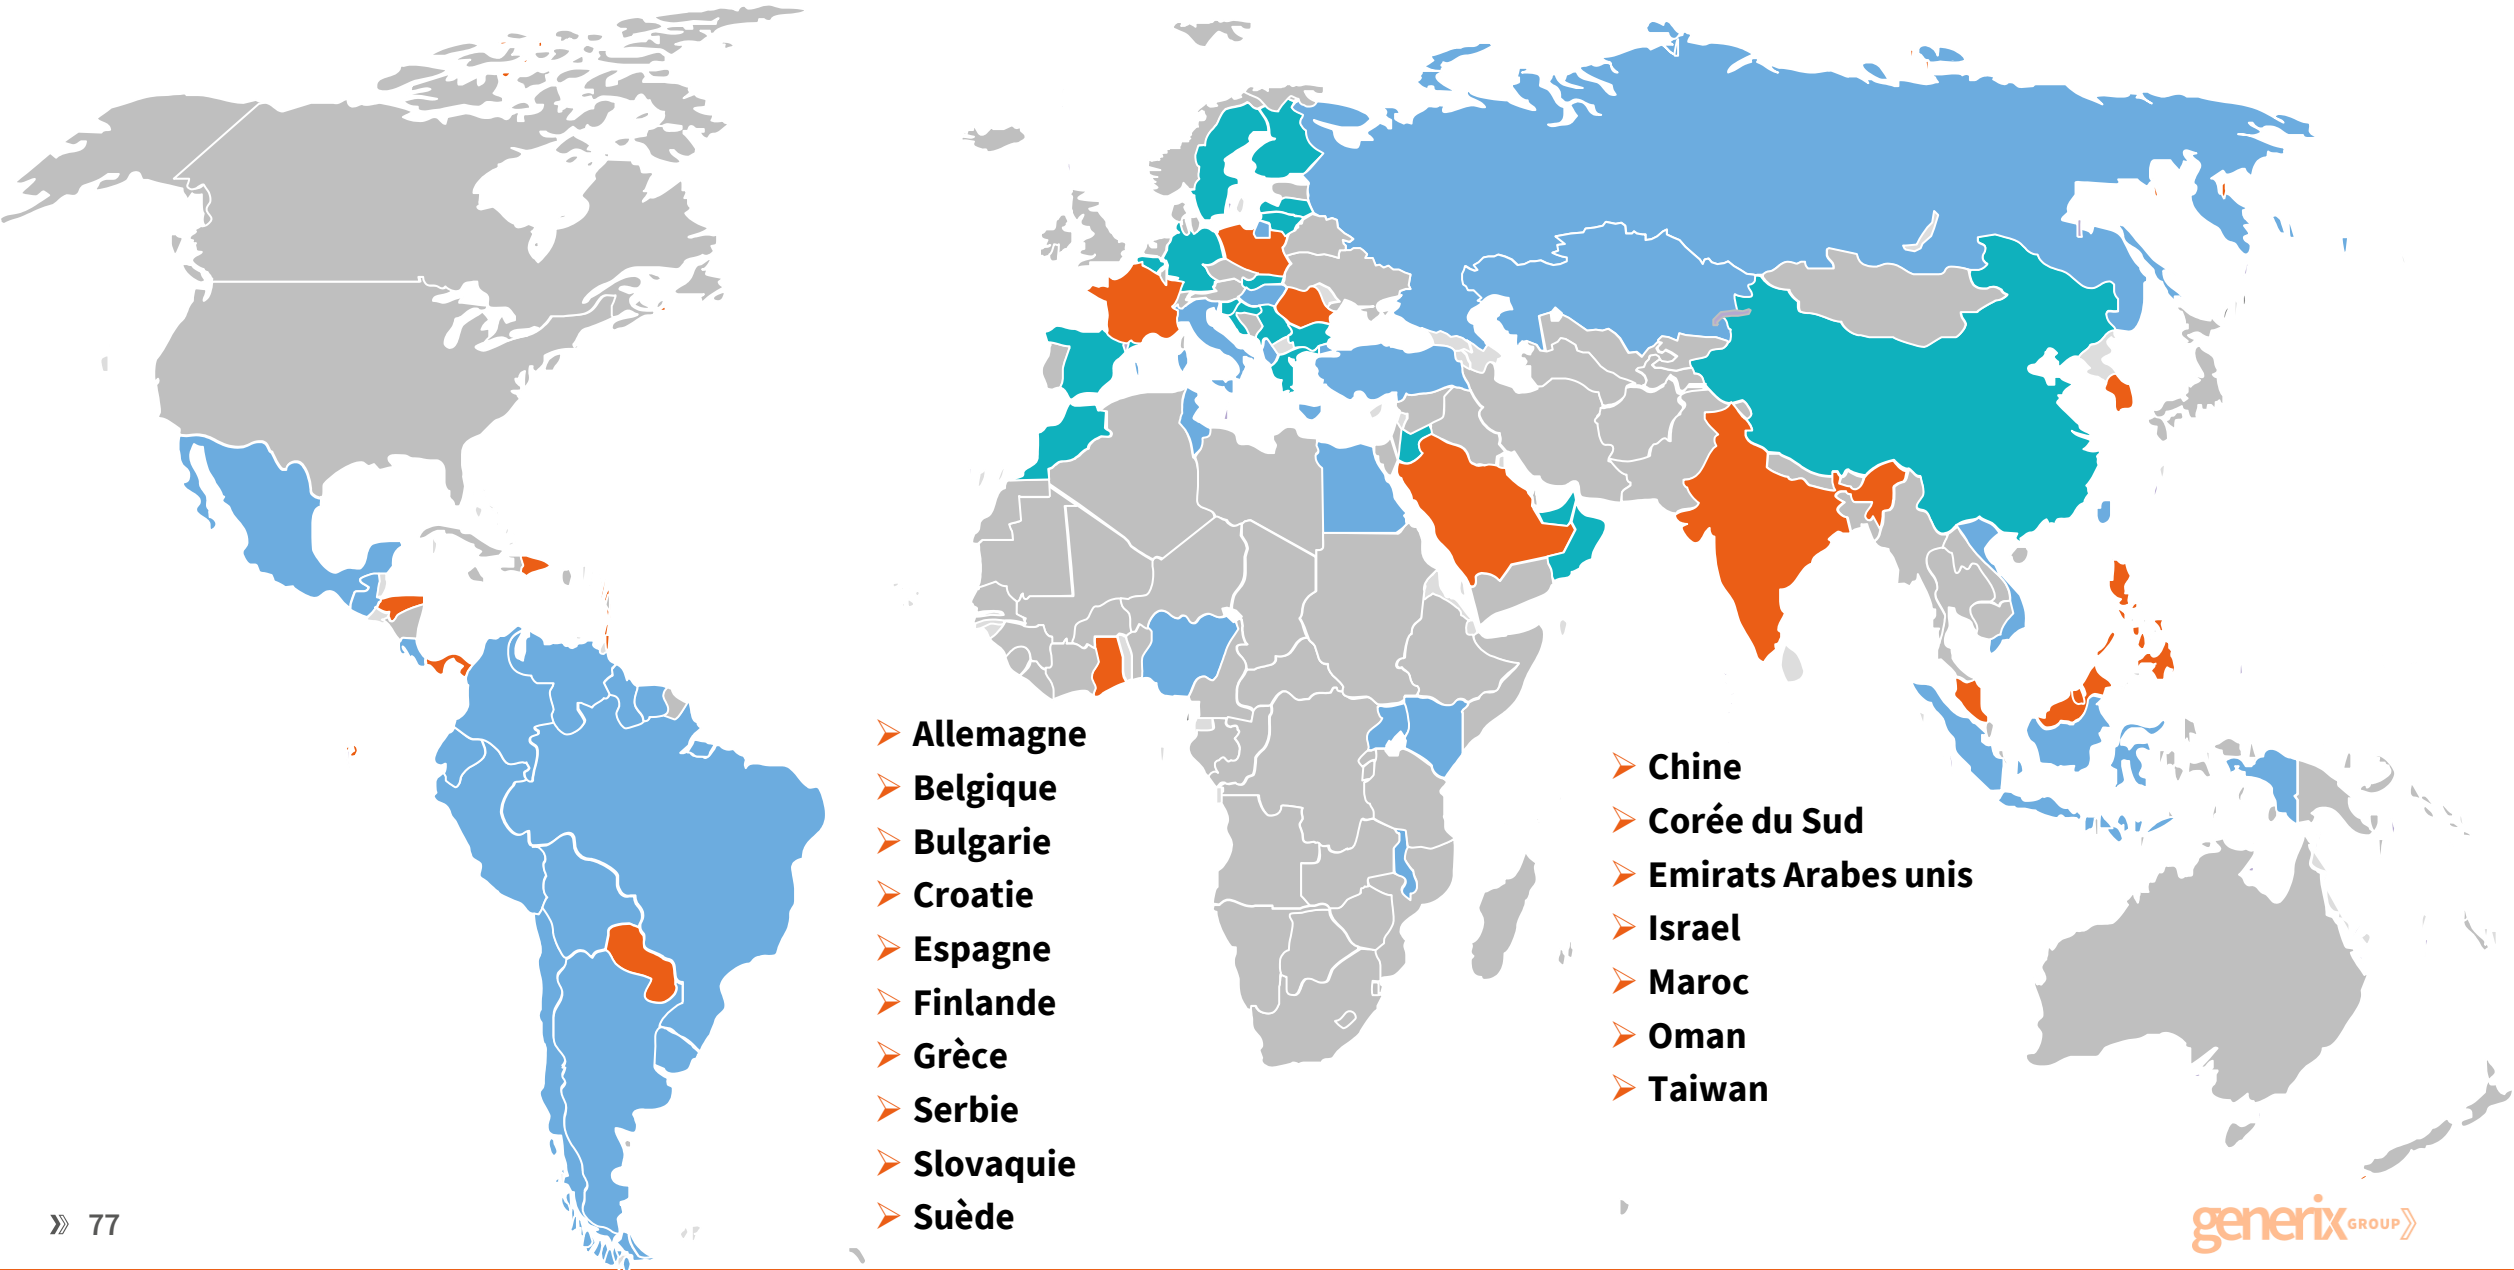 Allemagne
Belgique
Bulgarie
Croatie
Espagne
Finlande
Grèce
Serbie
Slovaquie
Suède
Chine
Corée du Sud
Emirats Arabes unis
Israel
Maroc
Oman
Taiwan
77
generix GROUP